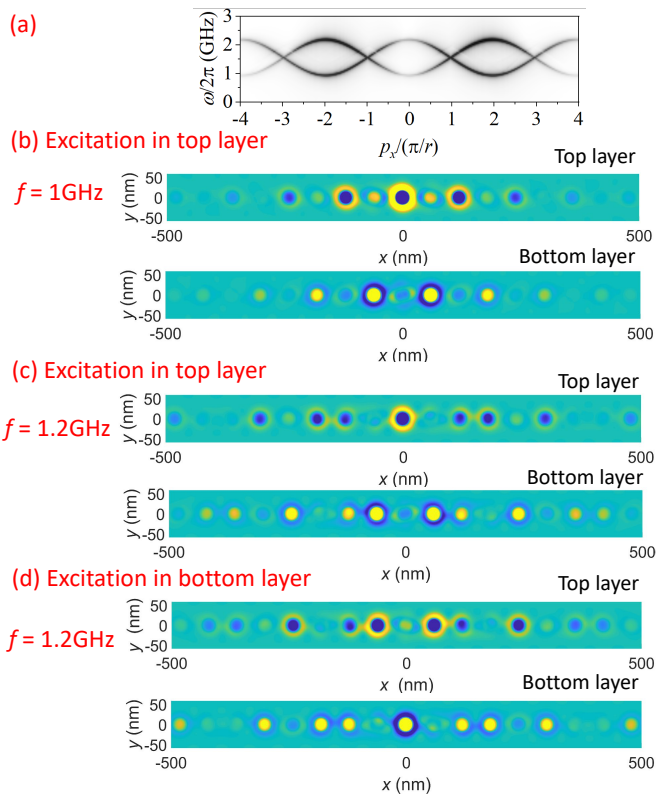 (a)
ω/2π (GHz)
3
2
1
0
-4 -3 -2 -1 0 1 2 3 4
pₓ/(π/r)
(b) Excitation in top layer
Top layer
f = 1GHz
y (nm)
50
0
-50
-500 0 500
x (nm)
Bottom layer
y (nm)
50
0
-50
-500 0 500
x (nm)
(c) Excitation in top layer
Top layer
f = 1.2GHz
y (nm)
50
0
-50
-500 0 500
x (nm)
Bottom layer
y (nm)
50
0
-50
-500 0 500
x (nm)
(d) Excitation in bottom layer
Top layer
f = 1.2GHz
y (nm)
50
0
-50
-500 0 500
x (nm)
Bottom layer
y (nm)
50
0
-50
-500 0 500
x (nm)